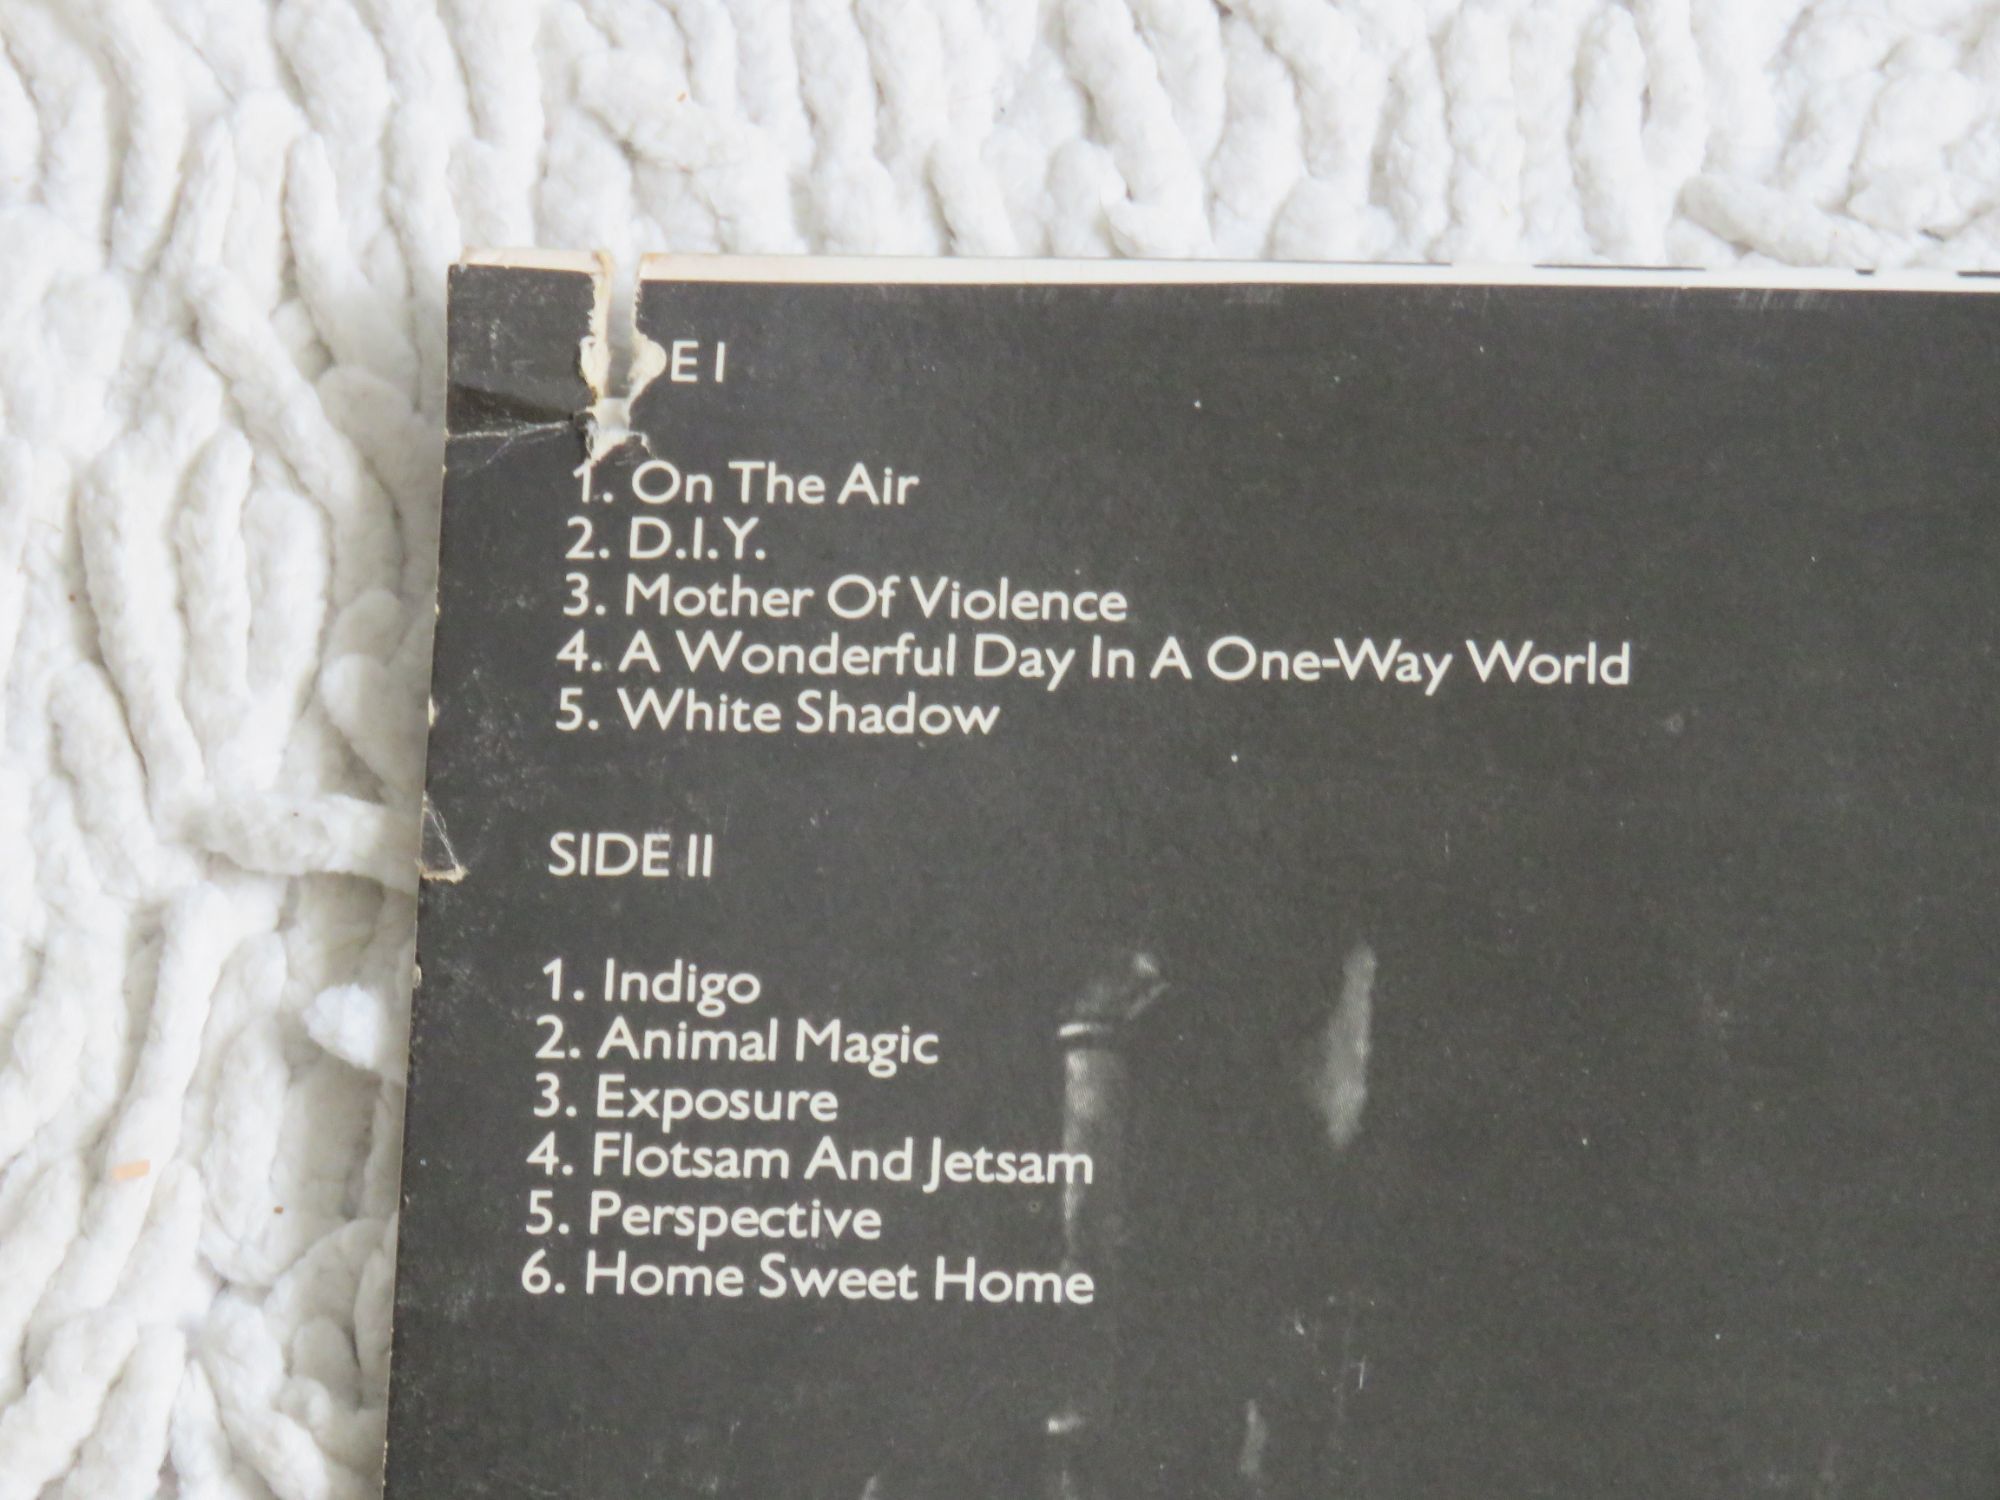 DE I
1. On The Air
2. D.I.Y.
3. Mother Of Violence
4. A Wonderful Day In A One-Way World
5. White Shadow
SIDE II
1. Indigo
2. Animal Magic
3. Exposure
4. Flotsam And Jetsam
5. Perspective
6. Home Sweet Home